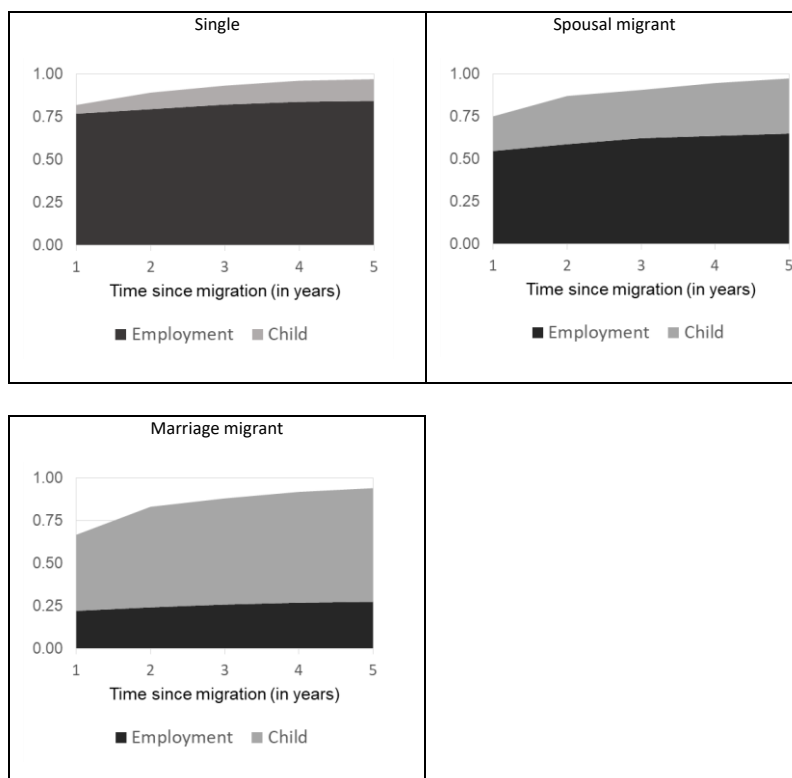 Single
1.00
0.75
0.50
0.25
0.00
1 2 3 4 5
Time since migration (in years)
Employment Child
Spousal migrant
1.00
0.75
0.50
0.25
0.00
1 2 3 4 5
Time since migration (in years)
Employment Child
Marriage migrant
1.00
0.75
0.50
0.25
0.00
1 2 3 4 5
Time since migration (in years)
Employment Child